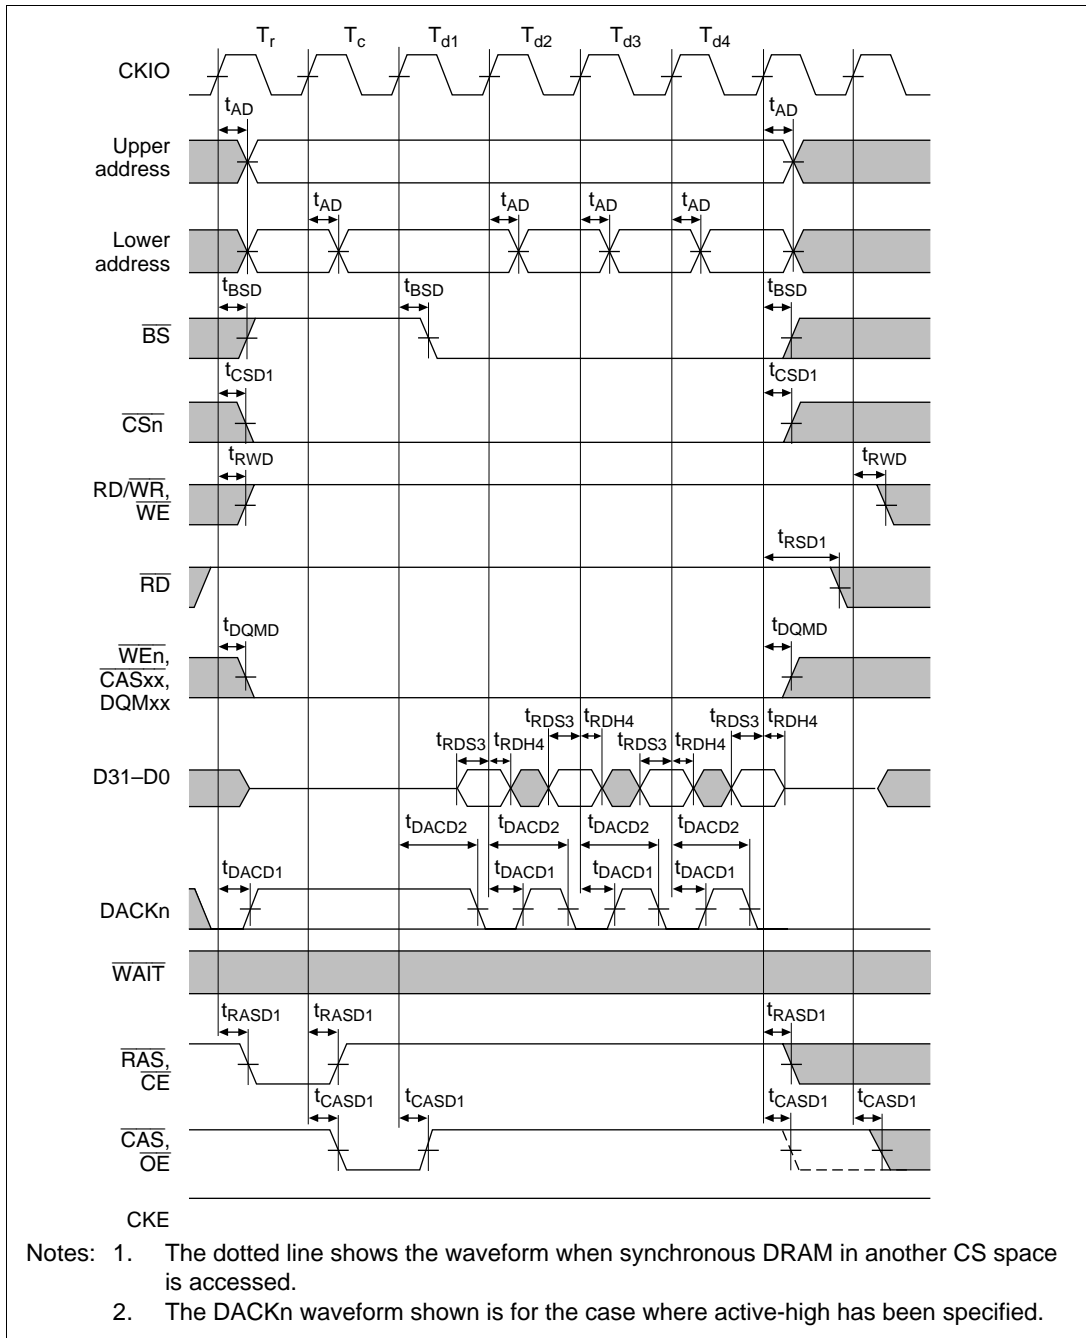 Tr Tc Td1 Td2 Td3 Td4
CKIO
tAD tAD
Upper
address
tAD tAD tAD tAD
Lower
address
tBSD tBSD tBSD
BS
tCSD1 tCSD1
CSn
tRWD tRWD
RD/WR,
WE
tRSD1
RD
tDQMD tDQMD
WEn,
CASxx,
DQMxx
tRDS3 tRDH4 tRDS3 tRDH4
tRDS3 tRDH4 tRDS3 tRDH4
D31–D0
tDACD2 tDACD2 tDACD2 tDACD2
tDACD1 tDACD1 tDACD1 tDACD1
DACKn
WAIT
tRASD1 tRASD1 tRASD1
RAS,
CE
tCASD1 tCASD1 tCASD1 tCASD1
CAS,
OE
CKE
Notes: 1. The dotted line shows the waveform when synchronous DRAM in another CS space
is accessed.
2. The DACKn waveform shown is for the case where active-high has been specified.